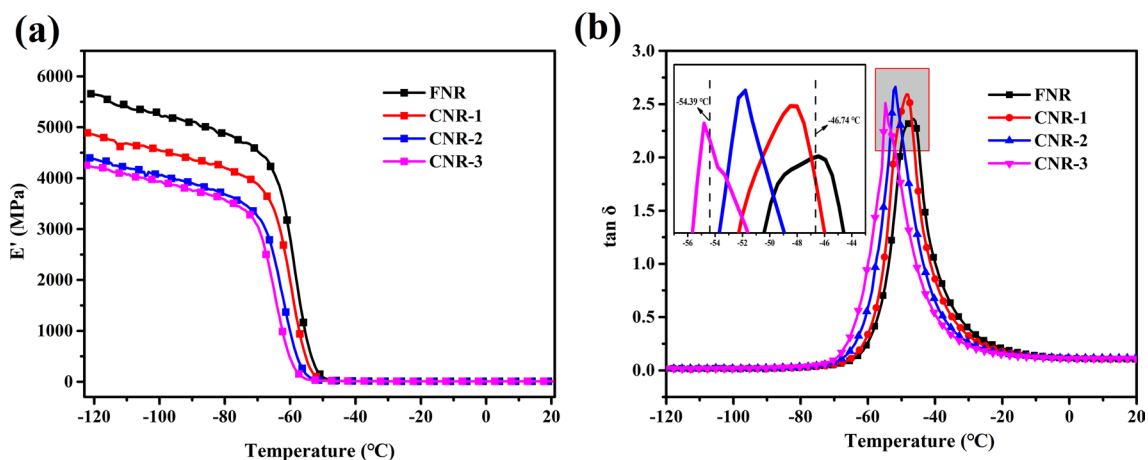 (a)
6000
5000
4000
3000
2000
1000
0
E' (MPa)
FNR
CNR-1
CNR-2
CNR-3
-120 -100 -80 -60 -40 -20 0 20
Temperature (℃)
(b)
3.0
2.5
2.0
1.5
1.0
0.5
0.0
tan δ
-54.39 ℃
-46.74 ℃
-56 -54 -52 -50 -48 -46 -44
FNR
CNR-1
CNR-2
CNR-3
-120 -100 -80 -60 -40 -20 0 20
Temperature (℃)